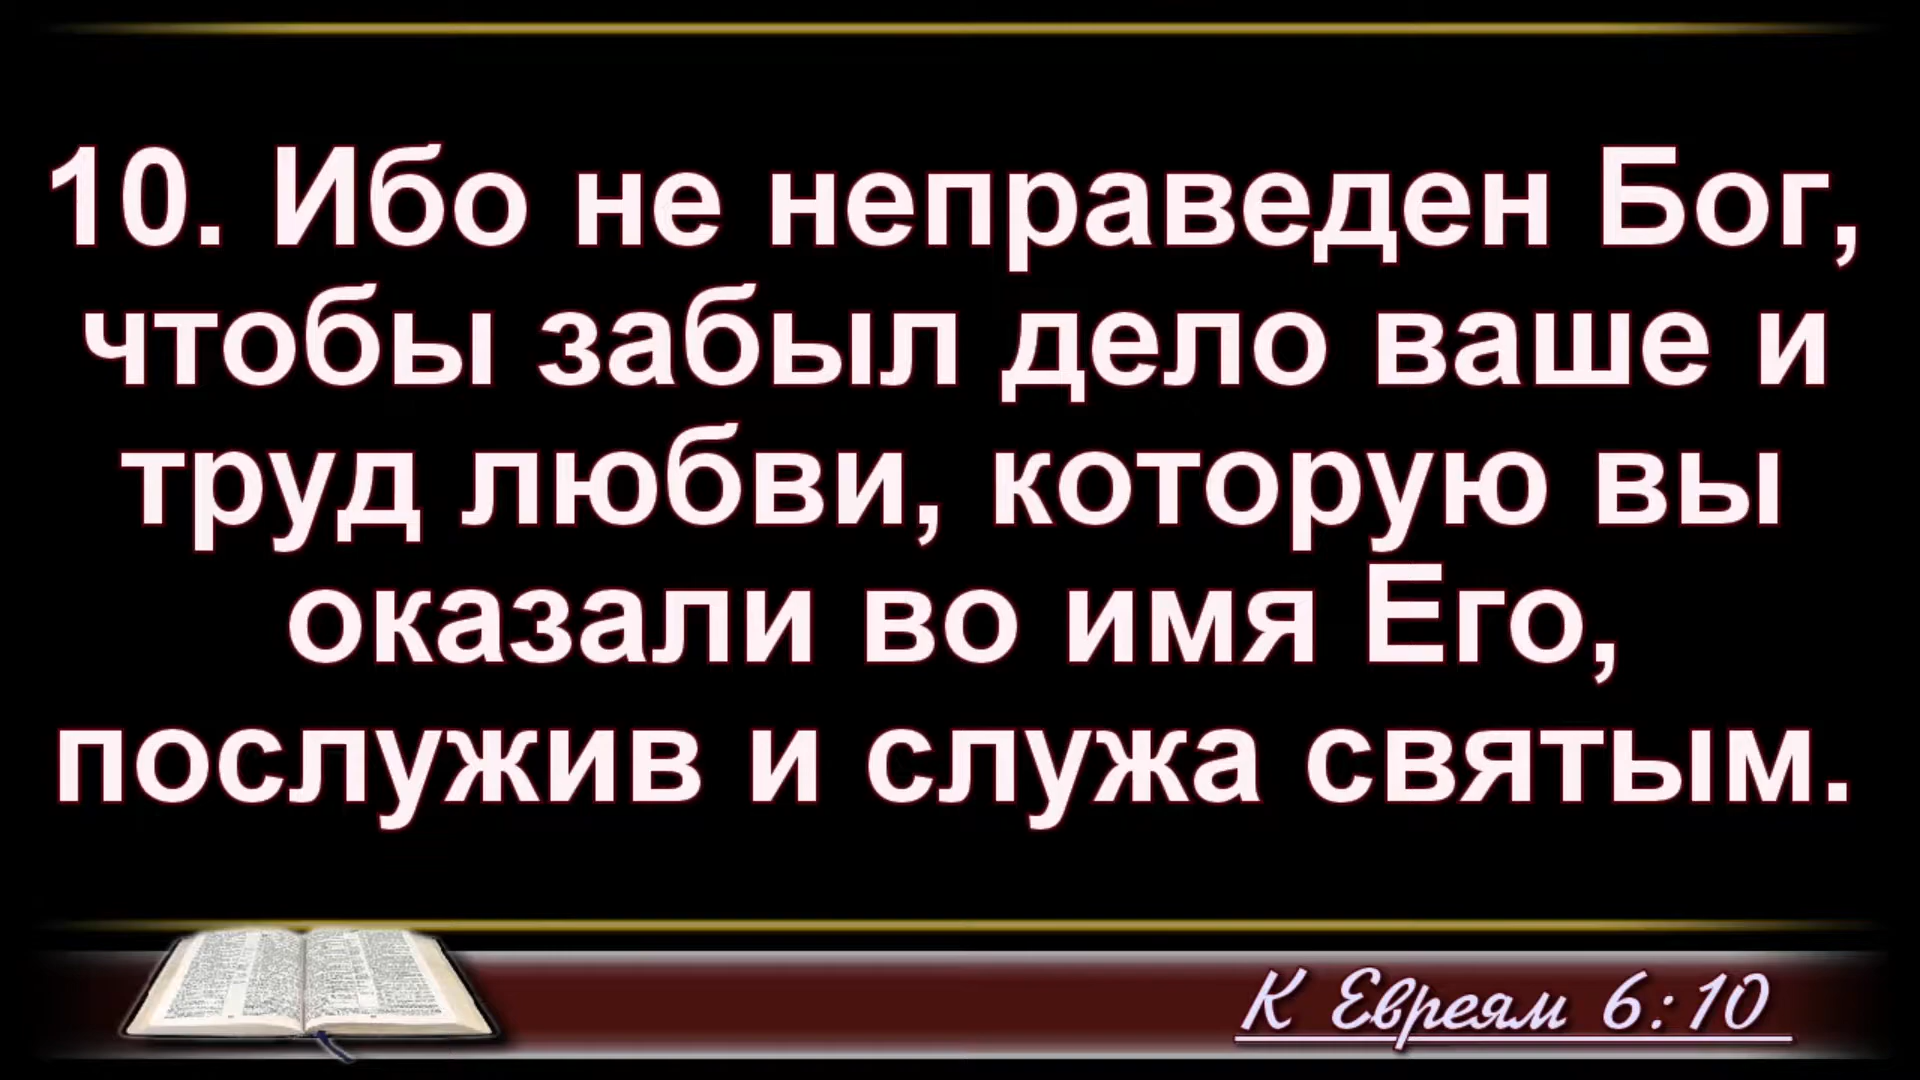 10. Ибо не неправеден Бог,
чтобы забыл дело ваше и
труд любви, которую вы
оказали во имя Его,
послужив и служа святым.
К Евреям 6:10